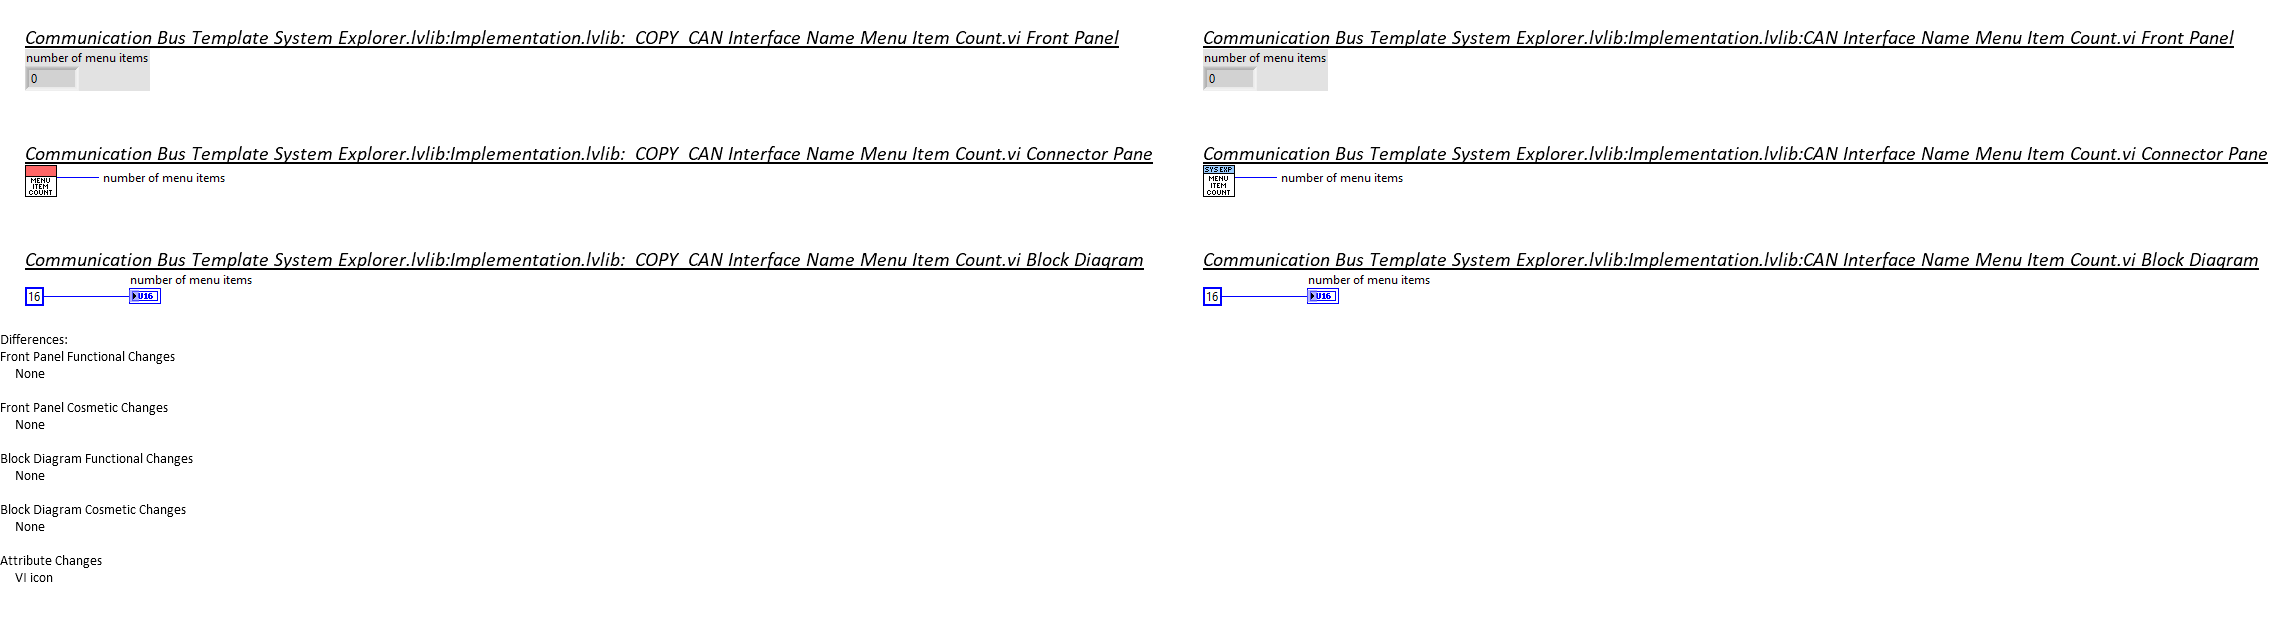 Communication Bus Template System Explorer.lvlib:Implementation.lvlib:_COPY_CAN Interface Name Menu Item Count.vi Front Panel
number of menu items
0
Communication Bus Template System Explorer.lvlib:Implementation.lvlib:_COPY_CAN Interface Name Menu Item Count.vi Connector Pane
MENU
ITEM
COUNT
number of menu items
Communication Bus Template System Explorer.lvlib:Implementation.lvlib:_COPY_CAN Interface Name Menu Item Count.vi Block Diagram
number of menu items
16
U16
Communication Bus Template System Explorer.lvlib:Implementation.lvlib:CAN Interface Name Menu Item Count.vi Front Panel
number of menu items
0
Communication Bus Template System Explorer.lvlib:Implementation.lvlib:CAN Interface Name Menu Item Count.vi Connector Pane
SYS EXP
MENU
ITEM
COUNT
number of menu items
Communication Bus Template System Explorer.lvlib:Implementation.lvlib:CAN Interface Name Menu Item Count.vi Block Diagram
number of menu items
16
U16
Differences:
Front Panel Functional Changes
None
Front Panel Cosmetic Changes
None
Block Diagram Functional Changes
None
Block Diagram Cosmetic Changes
None
Attribute Changes
VI icon